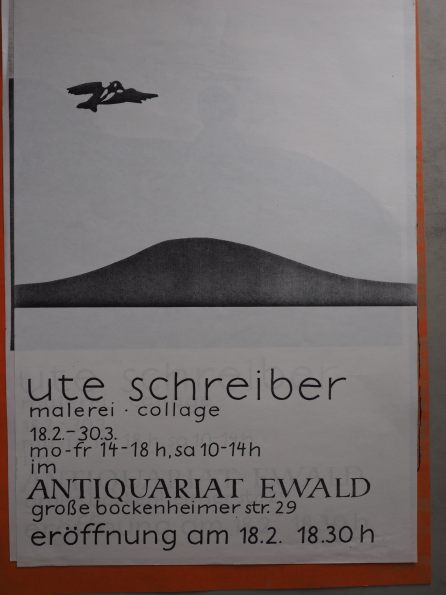 ute schreiber
malerei · collage
18.2.–30.3.
mo-fr 14-18 h, sa 10-14h
im
ANTIQUARIAT EWALD
große bockenheimer str. 29
eröffnung am 18.2. 18.30 h